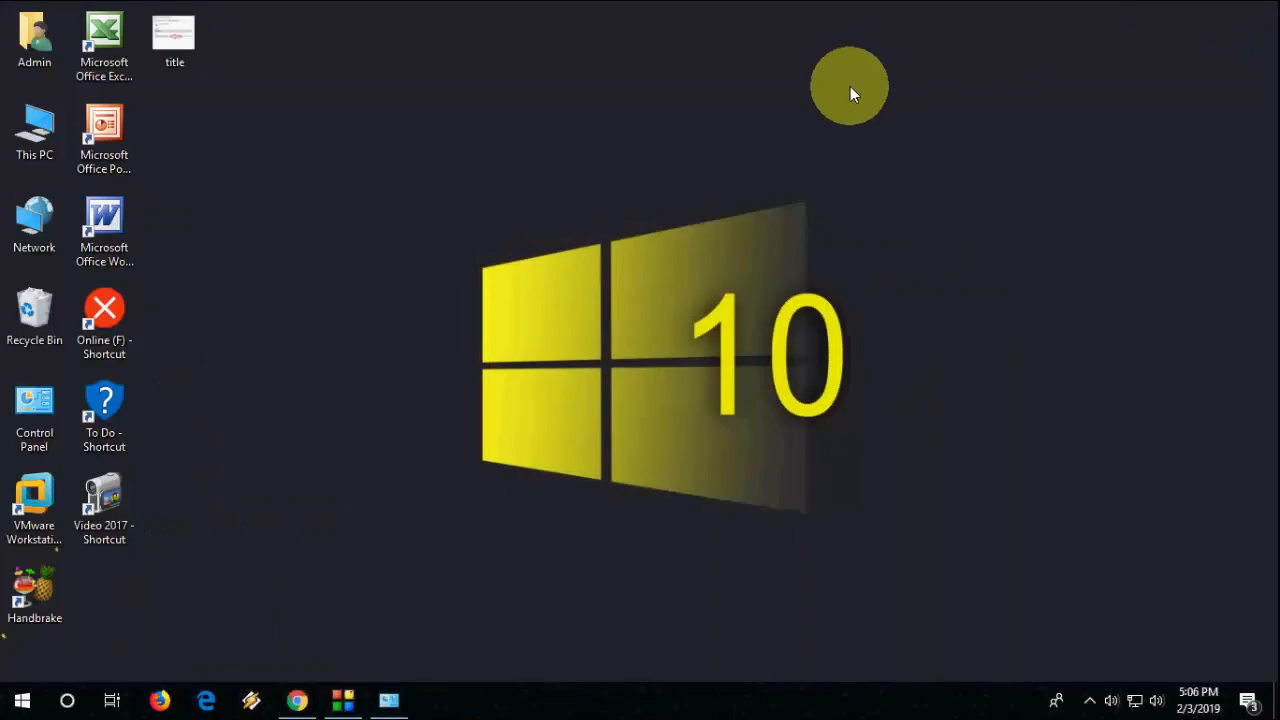 Admin
Microsoft
Office Exc...
title
This PC
Microsoft
Office Po...
Network
Microsoft
Office Wo...
Recycle Bin
Online (F) -
Shortcut
Control
Panel
To Do -
Shortcut
VMware
Workstati...
Video 2017 -
Shortcut
Handbrake
10
5:06 PM
2/3/2019
3